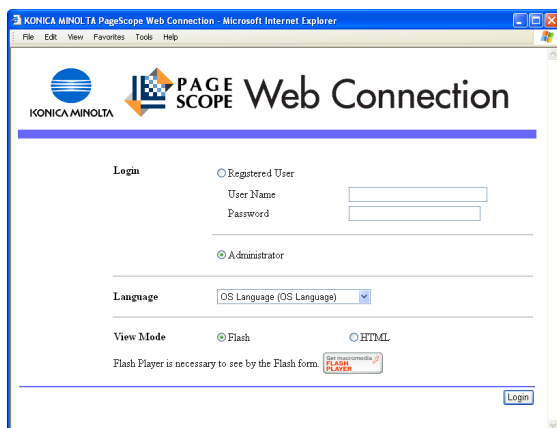 KONICA MINOLTA PageScope Web Connection - Microsoft Internet Explorer
File Edit View Favorites Tools Help
KONICA MINOLTA
PAGE SCOPE Web Connection
Login
Registered User
User Name
Password
Administrator
Language
OS Language (OS Language)
View Mode
Flash
HTML
Flash Player is necessary to see by the Flash form.
Get macromedia
FLASH
PLAYER
Login